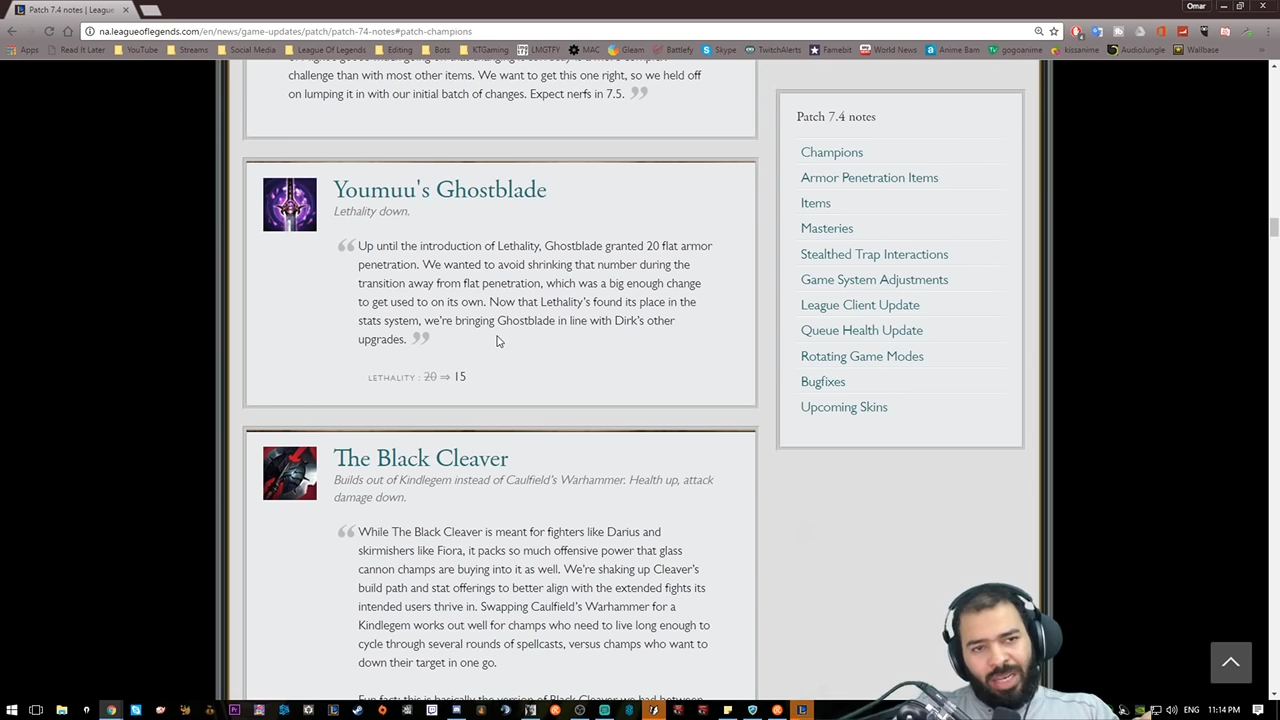 Patch 7.4 notes | League
Omar
na.leagueoflegends.com/en/news/game-updates/patch/patch-74-notes#patch-champions
Apps Read It Later YouTube Streams Social Media League Of Legends Editing Bots KTGaming LMGTFY MAC Gleam Battlefy Skype TwitchAlerts Famebit World News Anime Bam gogoanime kissanime AudioJungle Wallbase
challenge than with most other items. We want to get this one right, so we held off
on lumping it in with our initial batch of changes. Expect nerfs in 7.5.
Youmuu's Ghostblade
Lethality down.
Up until the introduction of Lethality, Ghostblade granted 20 flat armor
penetration. We wanted to avoid shrinking that number during the
transition away from flat penetration, which was a big enough change
to get used to on its own. Now that Lethality's found its place in the
stats system, we're bringing Ghostblade in line with Dirk's other
upgrades.
LETHALITY : 20 ⇒ 15
The Black Cleaver
Builds out of Kindlegem instead of Caulfield's Warhammer. Health up, attack
damage down.
While The Black Cleaver is meant for fighters like Darius and
skirmishers like Fiora, it packs so much offensive power that glass
cannon champs are buying into it as well. We're shaking up Cleaver's
build path and stat offerings to better align with the extended fights its
intended users thrive in. Swapping Caulfield's Warhammer for a
Kindlegem works out well for champs who need to live long enough to
cycle through several rounds of spellcasts, versus champs who want to
down their target in one go.
Fun fact: this is basically the version of Black Cleaver we had between
Patch 7.4 notes
Champions
Armor Penetration Items
Items
Masteries
Stealthed Trap Interactions
Game System Adjustments
League Client Update
Queue Health Update
Rotating Game Modes
Bugfixes
Upcoming Skins
11:14 PM